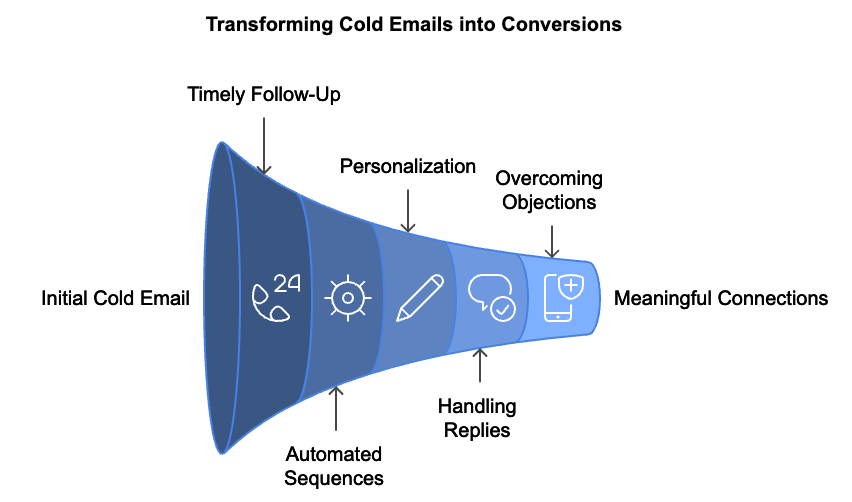 Transforming Cold Emails into Conversions
Timely Follow-Up
Personalization
Overcoming
Objections
Initial Cold Email
24
Meaningful Connections
Handling
Replies
Automated
Sequences